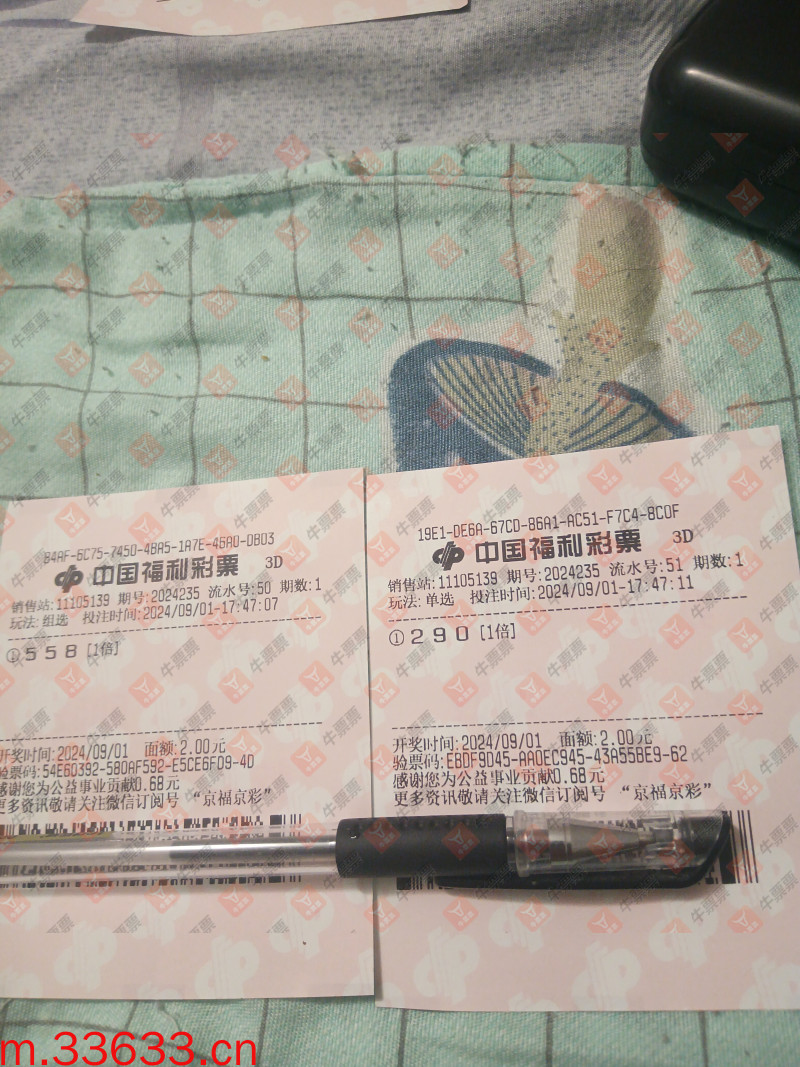 84AF-6C75-7450-4BA5-1A7E-46A0-0B03
中国福利彩票 3D
销售站:11105139 期号:2024235 流水号:50 期数:1
玩法:组选 投注时间:2024/09/01-17:47:07
①558[1倍]
开奖时间:2024/09/01 面额:2.00元
验票码:54E60392-580AF592-E5CE6FD9-4D
感谢您为公益事业贡献0.68元
更多资讯敬请关注微信订阅号 “京福京彩”
19E1-DE6A-67CD-86A1-AC51-F7C4-8C0F
中国福利彩票 3D
销售站:11105139 期号:2024235 流水号:51 期数:1
玩法:单选 投注时间:2024/09/01-17:47:11
①290[1倍]
开奖时间:2024/09/01 面额:2.00元
验票码:EBDF9D45-AA0EC945-43A55BE9-62
感谢您为公益事业贡献0.68元
更多资讯敬请关注微信订阅号 “京福京彩”
牛票票
m.33633.cn